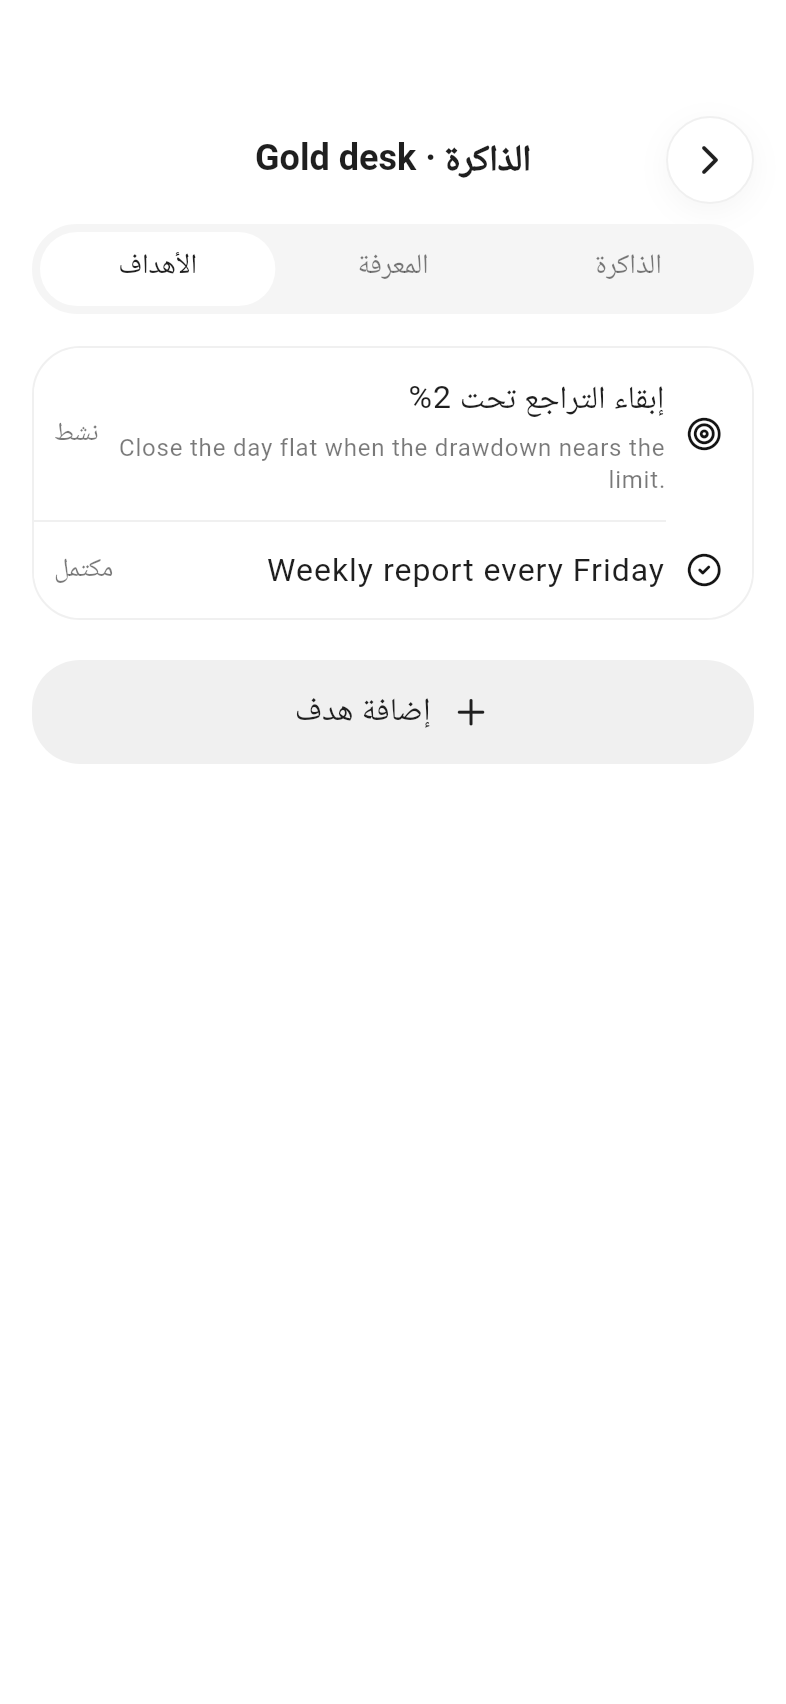 الذاكرة · Gold desk
الذاكرة
المعرفة
الأهداف
إبقاء التراجع تحت 2%
Close the day flat when the drawdown nears the
limit.
نشط
Weekly report every Friday
مكتمل
إضافة هدف